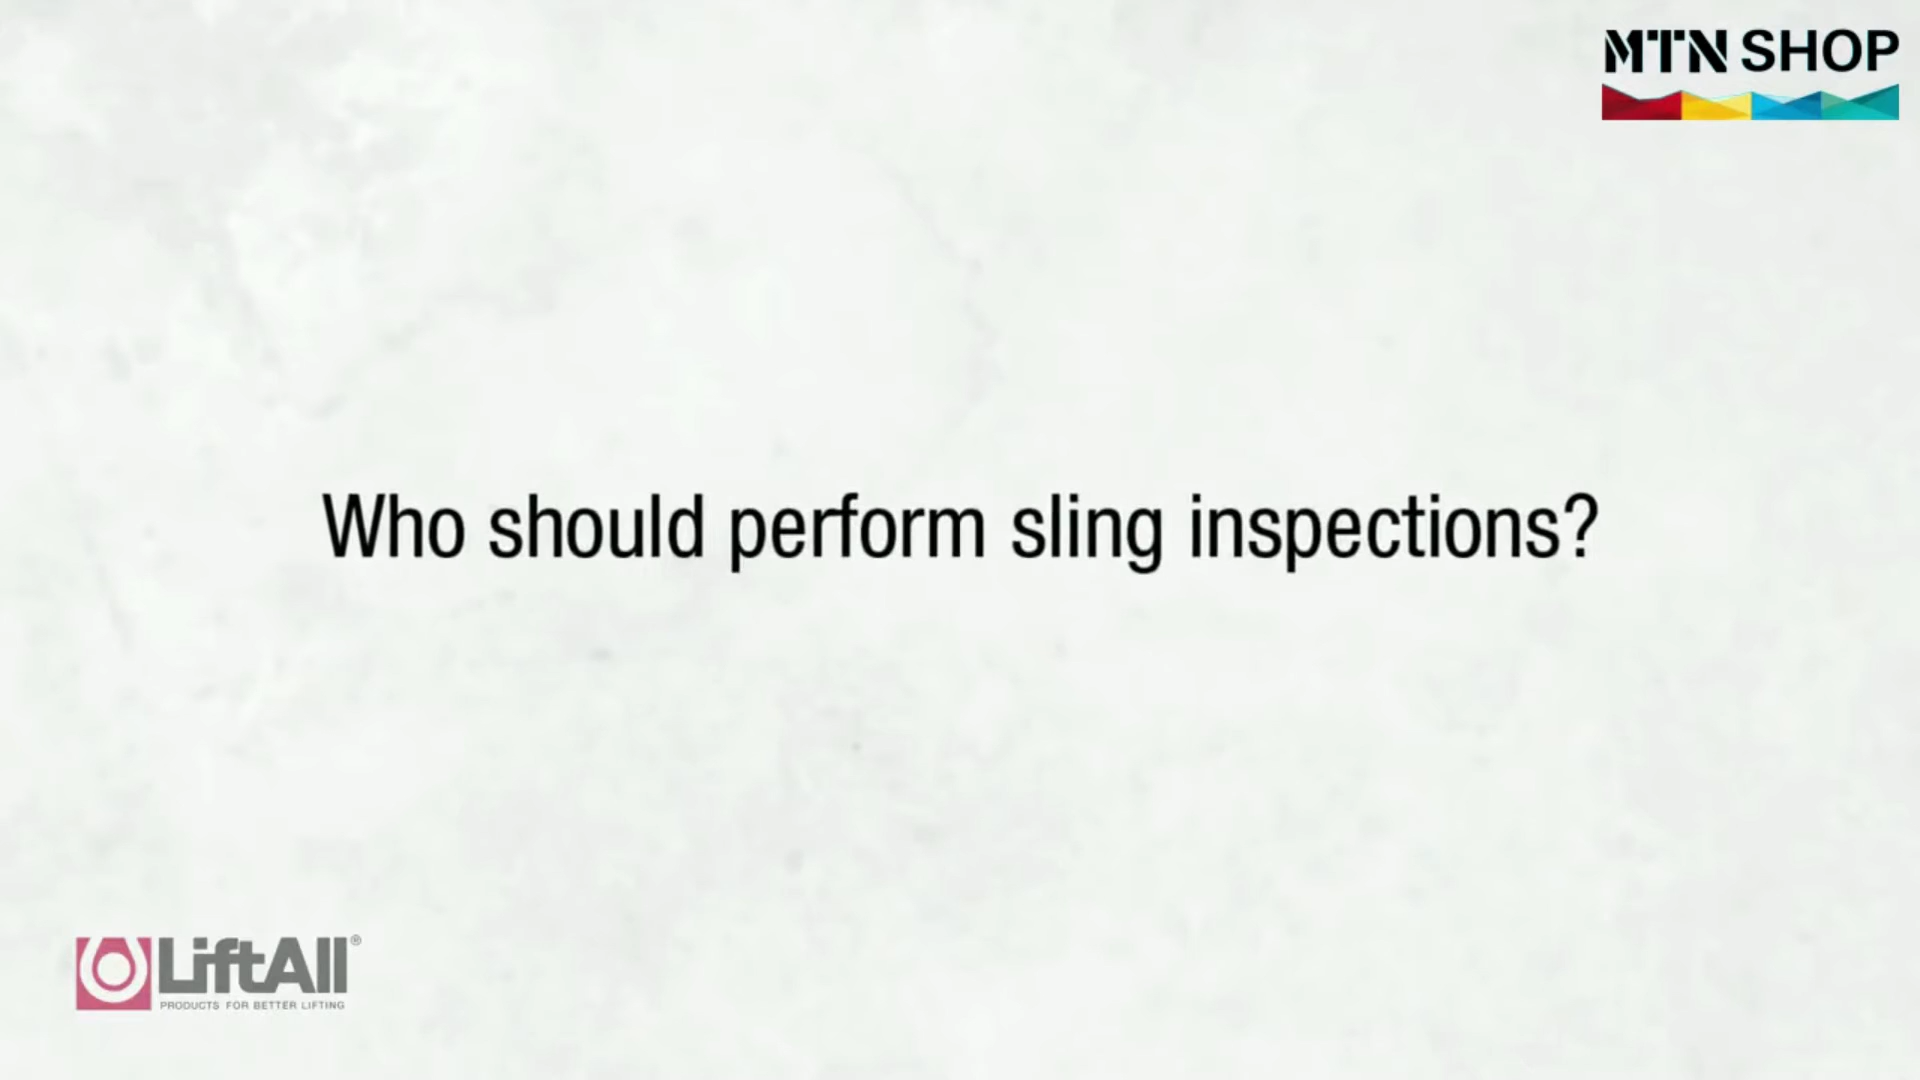 MTN SHOP
Who should perform sling inspections?
LiftAll®
PRODUCTS FOR BETTER LIFTING